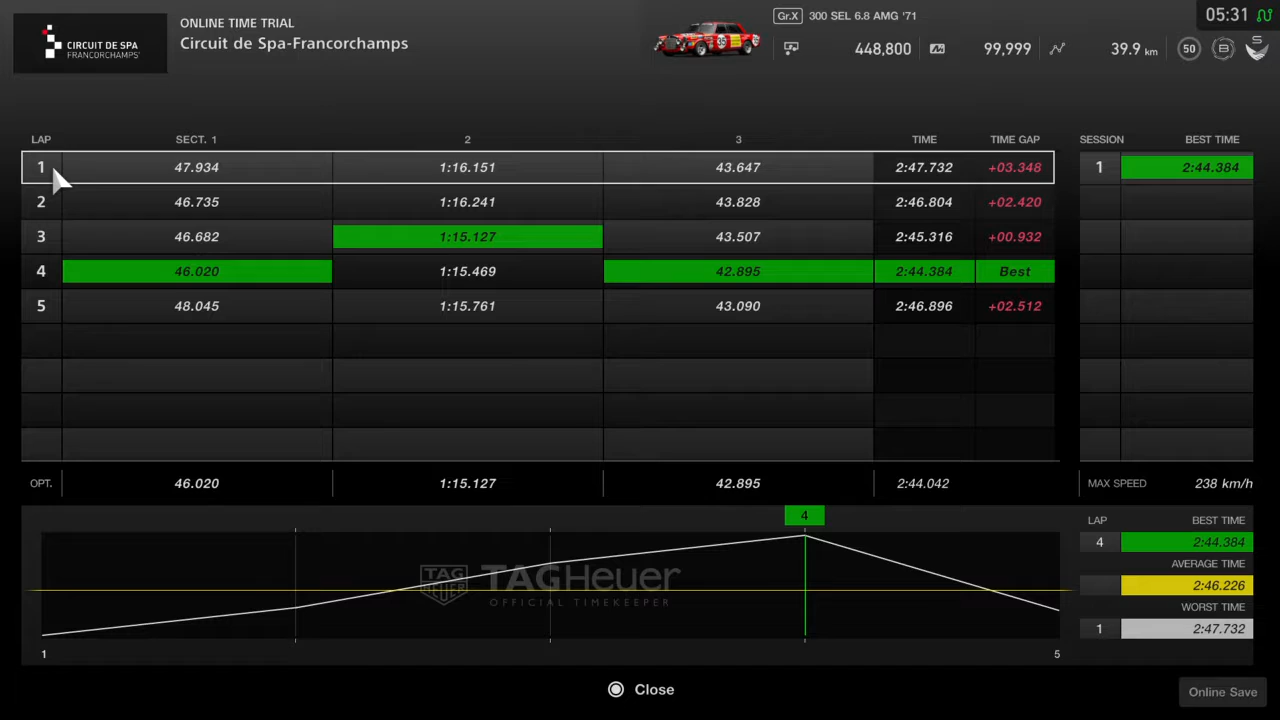 CIRCUIT DE SPA
FRANCORCHAMPS
ONLINE TIME TRIAL
Circuit de Spa-Francorchamps
Gr.X 300 SEL 6.8 AMG '71
35
448,800 99,999 39.9 km 50 B S
05:31
LAP SECT. 1 2 3 TIME TIME GAP SESSION BEST TIME
1 47.934 1:16.151 43.647 2:47.732 +03.348 1 2:44.384
2 46.735 1:16.241 43.828 2:46.804 +02.420
3 46.682 1:15.127 43.507 2:45.316 +00.932
4 46.020 1:15.469 42.895 2:44.384 Best
5 48.045 1:15.761 43.090 2:46.896 +02.512
OPT. 46.020 1:15.127 42.895 2:44.042 MAX SPEED 238 km/h
4
TAG HEUER
TAGHeuer
OFFICIAL TIMEKEEPER
1 5
LAP BEST TIME
4 2:44.384
AVERAGE TIME
2:46.226
WORST TIME
1 2:47.732
Close
Online Save